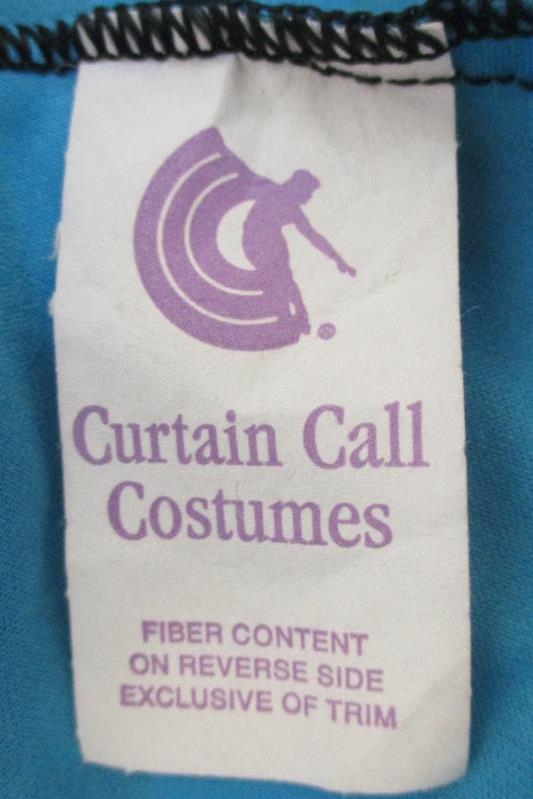 Curtain Call
Costumes
FIBER CONTENT
ON REVERSE SIDE
EXCLUSIVE OF TRIM